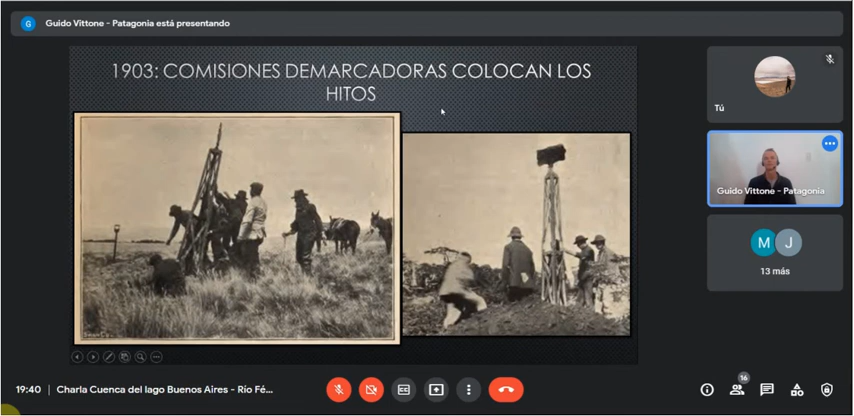 G Guido Vittone - Patagonia está presentando
1903: COMISIONES DEMARCADORAS COLOCAN LOS
HITOS
Tú
Guido Vittone - Patagonia
M J
13 más
19:40 | Charla Cuenca del lago Buenos Aires - Río Fé...
16